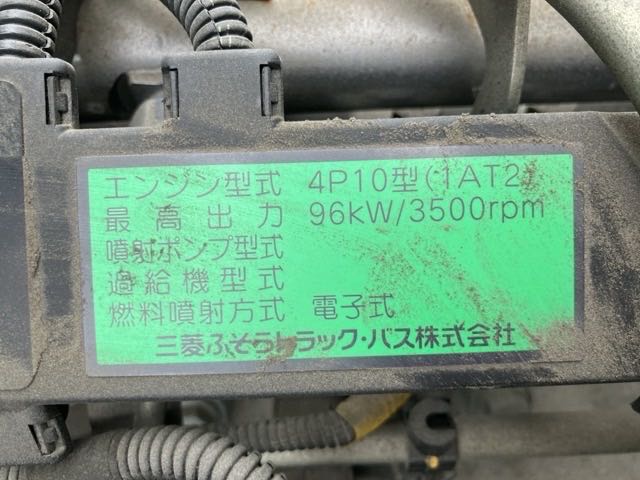 エンジン型式 4P10型(1AT2)
最高出力 96kW/3500rpm
噴射ポンプ型式
過給機型式
燃料噴射方式 電子式
三菱ふそうトラック・バス株式会社